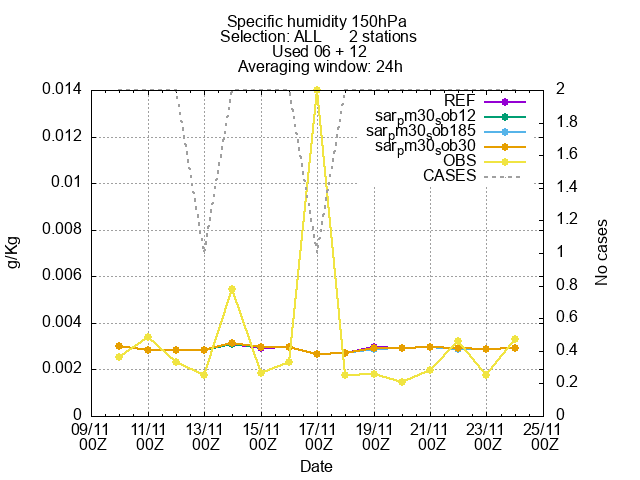 Specific humidity 150hPa
Selection: ALL 2 stations
Used 06 + 12
Averaging window: 24h
0.014
0.012
0.01
0.008
0.006
0.004
0.002
0
g/Kg
REF
sar_pm30_sob12
sar_pm30_sob185
sar_pm30_sob30
OBS
CASES
2
1.8
1.6
1.4
1.2
1
0.8
0.6
0.4
0.2
0
No cases
09/11 11/11 13/11 15/11 17/11 19/11 21/11 23/11 25/11
00Z 00Z 00Z 00Z 00Z 00Z 00Z 00Z 00Z
Date